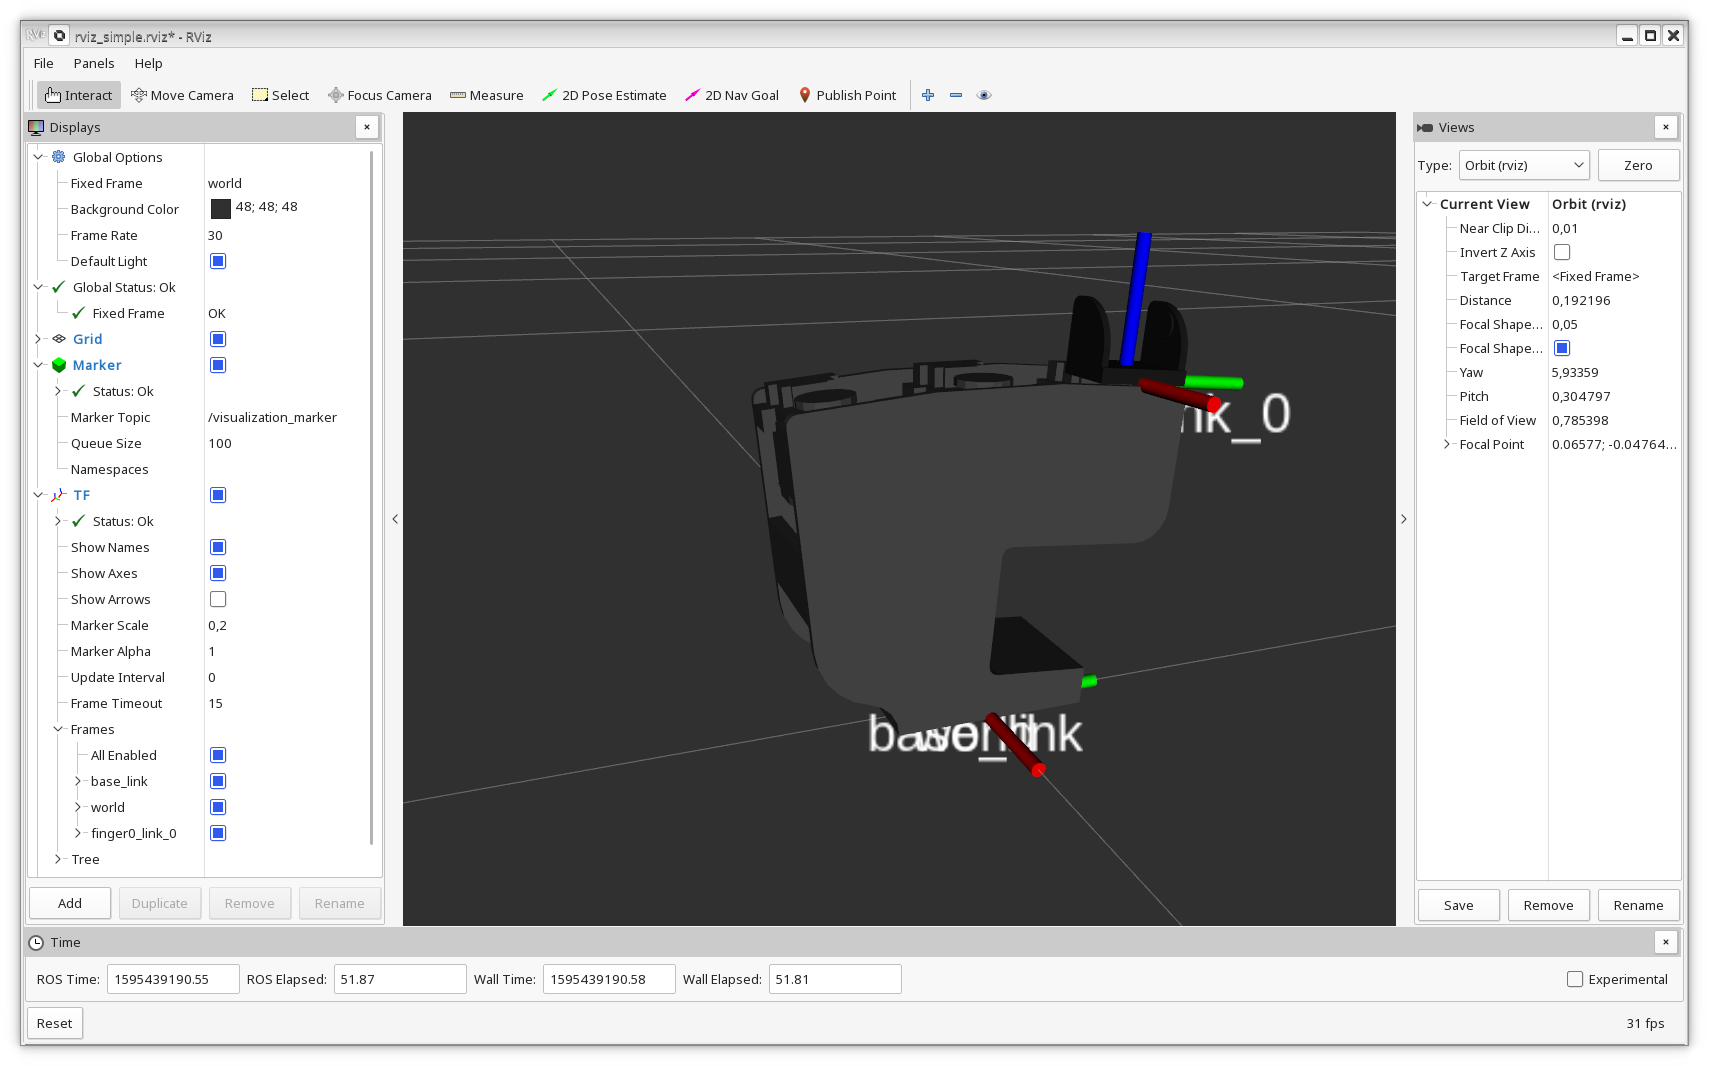 rviz_simple.rviz* - RViz
File Panels Help
Interact Move Camera Select Focus Camera Measure 2D Pose Estimate 2D Nav Goal Publish Point
Displays
Global Options
Fixed Frame world
Background Color 48; 48; 48
Frame Rate 30
Default Light
Global Status: Ok
Fixed Frame OK
Grid
Marker
Status: Ok
Marker Topic /visualization_marker
Queue Size 100
Namespaces
TF
Status: Ok
Show Names
Show Axes
Show Arrows
Marker Scale 0,2
Marker Alpha 1
Update Interval 0
Frame Timeout 15
Frames
All Enabled
base_link
world
finger0_link_0
Tree
Add Duplicate Remove Rename
nk_0
Views
Type: Orbit (rviz) Zero
Current View Orbit (rviz)
Near Clip Di... 0,01
Invert Z Axis
Target Frame <Fixed Frame>
Distance 0,192196
Focal Shape... 0,05
Focal Shape...
Yaw 5,93359
Pitch 0,304797
Field of View 0,785398
Focal Point 0.06577; -0.04764...
Save Remove Rename
Time
ROS Time: 1595439190.55 ROS Elapsed: 51.87 Wall Time: 1595439190.58 Wall Elapsed: 51.81 Experimental
Reset 31 fps